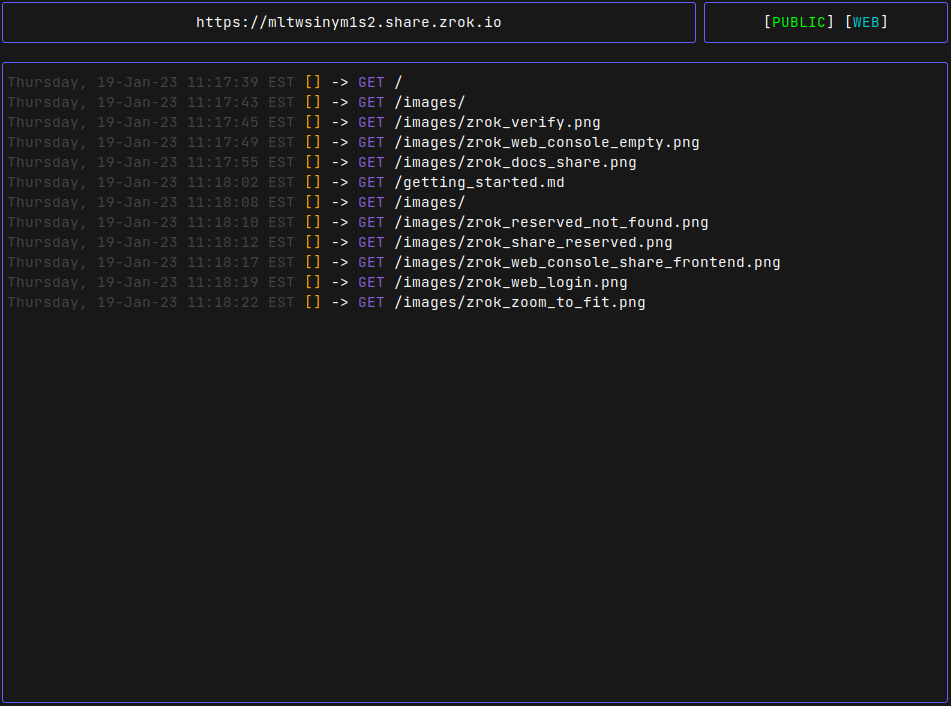 https://mltwsinym1s2.share.zrok.io
[PUBLIC] [WEB]
Thursday, 19-Jan-23 11:17:39 EST [] -> GET /
Thursday, 19-Jan-23 11:17:43 EST [] -> GET /images/
Thursday, 19-Jan-23 11:17:45 EST [] -> GET /images/zrok_verify.png
Thursday, 19-Jan-23 11:17:49 EST [] -> GET /images/zrok_web_console_empty.png
Thursday, 19-Jan-23 11:17:55 EST [] -> GET /images/zrok_docs_share.png
Thursday, 19-Jan-23 11:18:02 EST [] -> GET /getting_started.md
Thursday, 19-Jan-23 11:18:08 EST [] -> GET /images/
Thursday, 19-Jan-23 11:18:10 EST [] -> GET /images/zrok_reserved_not_found.png
Thursday, 19-Jan-23 11:18:12 EST [] -> GET /images/zrok_share_reserved.png
Thursday, 19-Jan-23 11:18:17 EST [] -> GET /images/zrok_web_console_share_frontend.png
Thursday, 19-Jan-23 11:18:19 EST [] -> GET /images/zrok_web_login.png
Thursday, 19-Jan-23 11:18:22 EST [] -> GET /images/zrok_zoom_to_fit.png